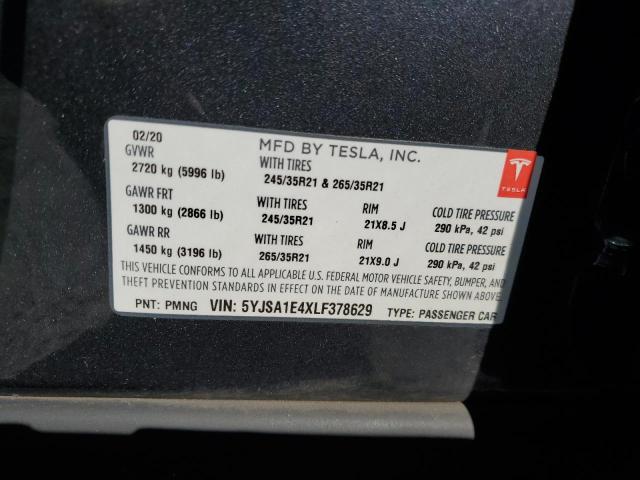 02/20 MFD BY TESLA, INC.
GVWR WITH TIRES
2720 kg (5996 lb) 245/35R21 & 265/35R21
TESLA
GAWR FRT WITH TIRES RIM COLD TIRE PRESSURE
1300 kg (2866 lb) 245/35R21 21X8.5 J 290 kPa, 42 psi
GAWR RR WITH TIRES RIM COLD TIRE PRESSURE
1450 kg (3196 lb) 265/35R21 21X9.0 J 290 kPa, 42 psi
THIS VEHICLE CONFORMS TO ALL APPLICABLE U.S. FEDERAL MOTOR VEHICLE SAFETY, BUMPER, AND
THEFT PREVENTION STANDARDS IN EFFECT ON THE DATE OF MANUFACTURE SHOWN ABOVE
PNT: PMNG VIN: 5YJSA1E4XLF378629 TYPE: PASSENGER CAR